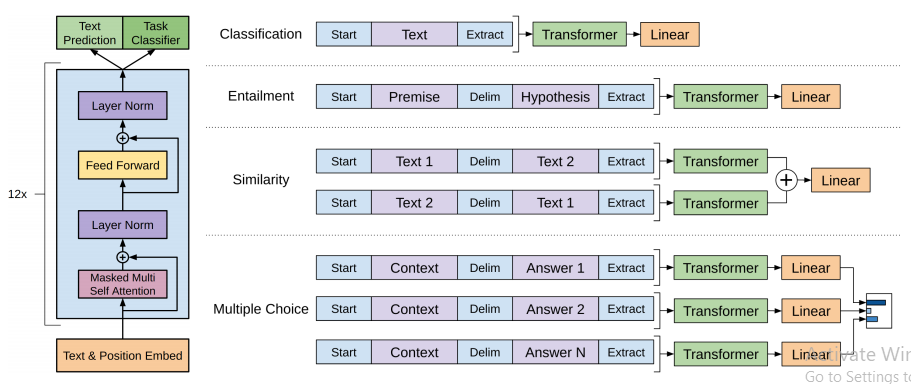 Text Prediction
Task Classifier
12x
Layer Norm
+
Feed Forward
Layer Norm
+
Masked Multi
Self Attention
Text & Position Embed
Classification
Start Text Extract Transformer Linear
Entailment
Start Premise Delim Hypothesis Extract Transformer Linear
Similarity
Start Text 1 Delim Text 2 Extract Transformer
+ Linear
Start Text 2 Delim Text 1 Extract Transformer
Multiple Choice
Start Context Delim Answer 1 Extract Transformer Linear
Start Context Delim Answer 2 Extract Transformer Linear
Start Context Delim Answer N Extract Transformer Linear
Activate Win
Go to Settings to